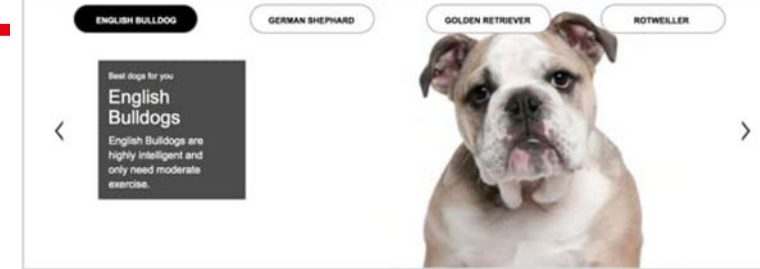 ENGLISH BULLDOG
GERMAN SHEPHARD
GOLDEN RETRIEVER
ROTWEILLER
Best dogs for you
English
Bulldogs
English Bulldogs are
highly intelligent and
only need moderate
exercise.